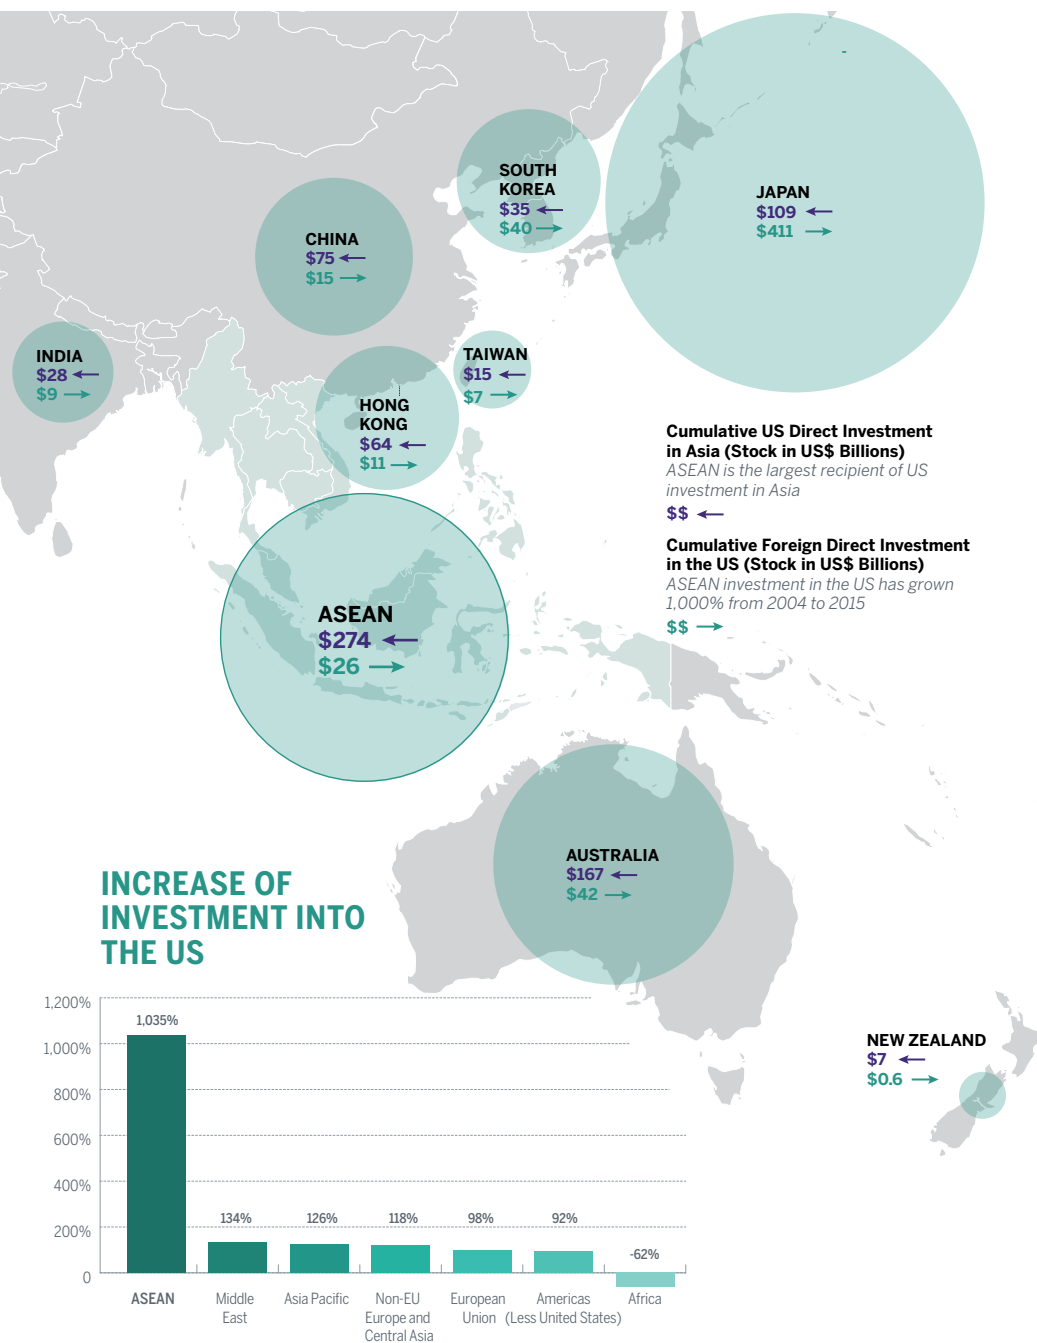 SOUTH
KOREA
$35
$40
JAPAN
$109
$411
CHINA
$75
$15
INDIA
$28
$9
TAIWAN
$15
$7
HONG
KONG
$64
$11
Cumulative US Direct Investment
in Asia (Stock in US$ Billions)
ASEAN is the largest recipient of US
investment in Asia
$$
Cumulative Foreign Direct Investment
in the US (Stock in US$ Billions)
ASEAN investment in the US has grown
1,000% from 2004 to 2015
$$
ASEAN
$274
$26
AUSTRALIA
$167
$42
NEW ZEALAND
$7
$0.6
INCREASE OF
INVESTMENT INTO
THE US
1,200%
1,000%
800%
600%
400%
200%
0
1,035%
134%
126%
118%
98%
92%
-62%
ASEAN
Middle
East
Asia Pacific
Non-EU
Europe and
Central Asia
European
Union
Americas
(Less United States)
Africa